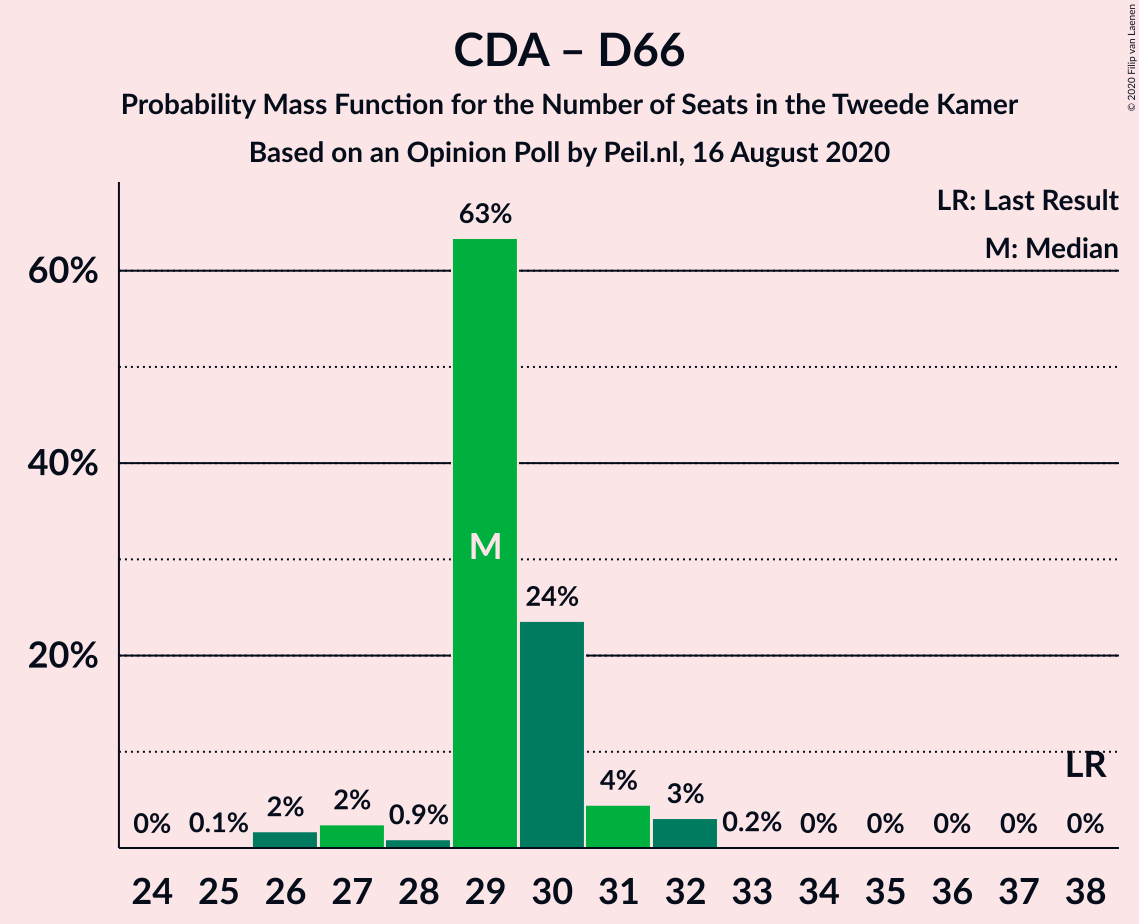 CDA – D66
Probability Mass Function for the Number of Seats in the Tweede Kamer
Based on an Opinion Poll by Peil.nl, 16 August 2020
© 2020 Filip van Laenen
LR: Last Result
M: Median
60%
40%
20%
0%
0.1%
2%
2%
0.9%
63%
M
24%
4%
3%
0.2%
0%
0%
0%
0%
0%
LR
24 25 26 27 28 29 30 31 32 33 34 35 36 37 38